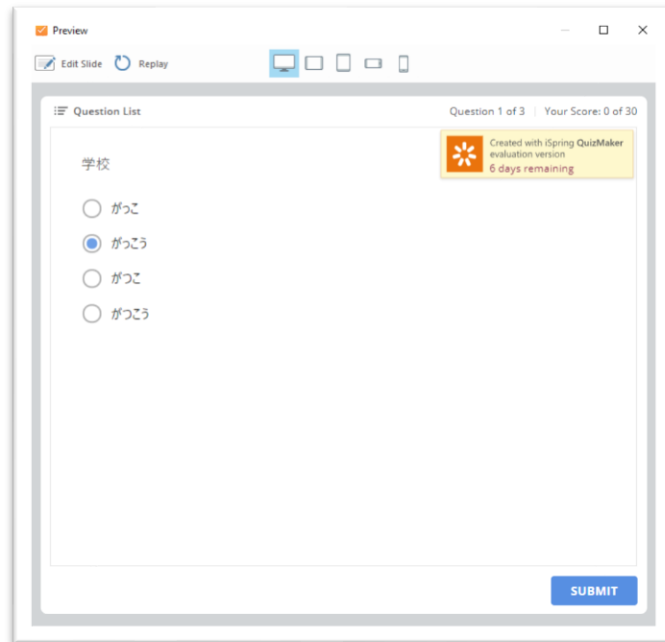 Preview
Edit Slide Replay
Question List Question 1 of 3 Your Score: 0 of 30
Created with iSpring QuizMaker
evaluation version
6 days remaining
学校
がっこ
がっこう
がつこ
がつこう
SUBMIT